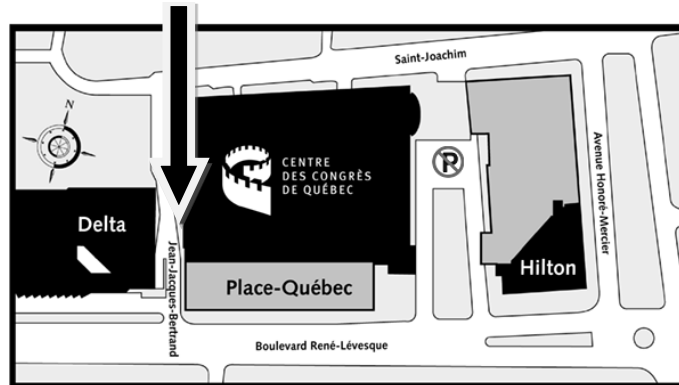 Saint-Joachim
N
CENTRE
DES CONGRÈS
DE QUÉBEC
P
Avenue Honoré-Mercier
Delta
Jean-Jacques-Bertrand
Place-Québec
Hilton
Boulevard René-Lévesque